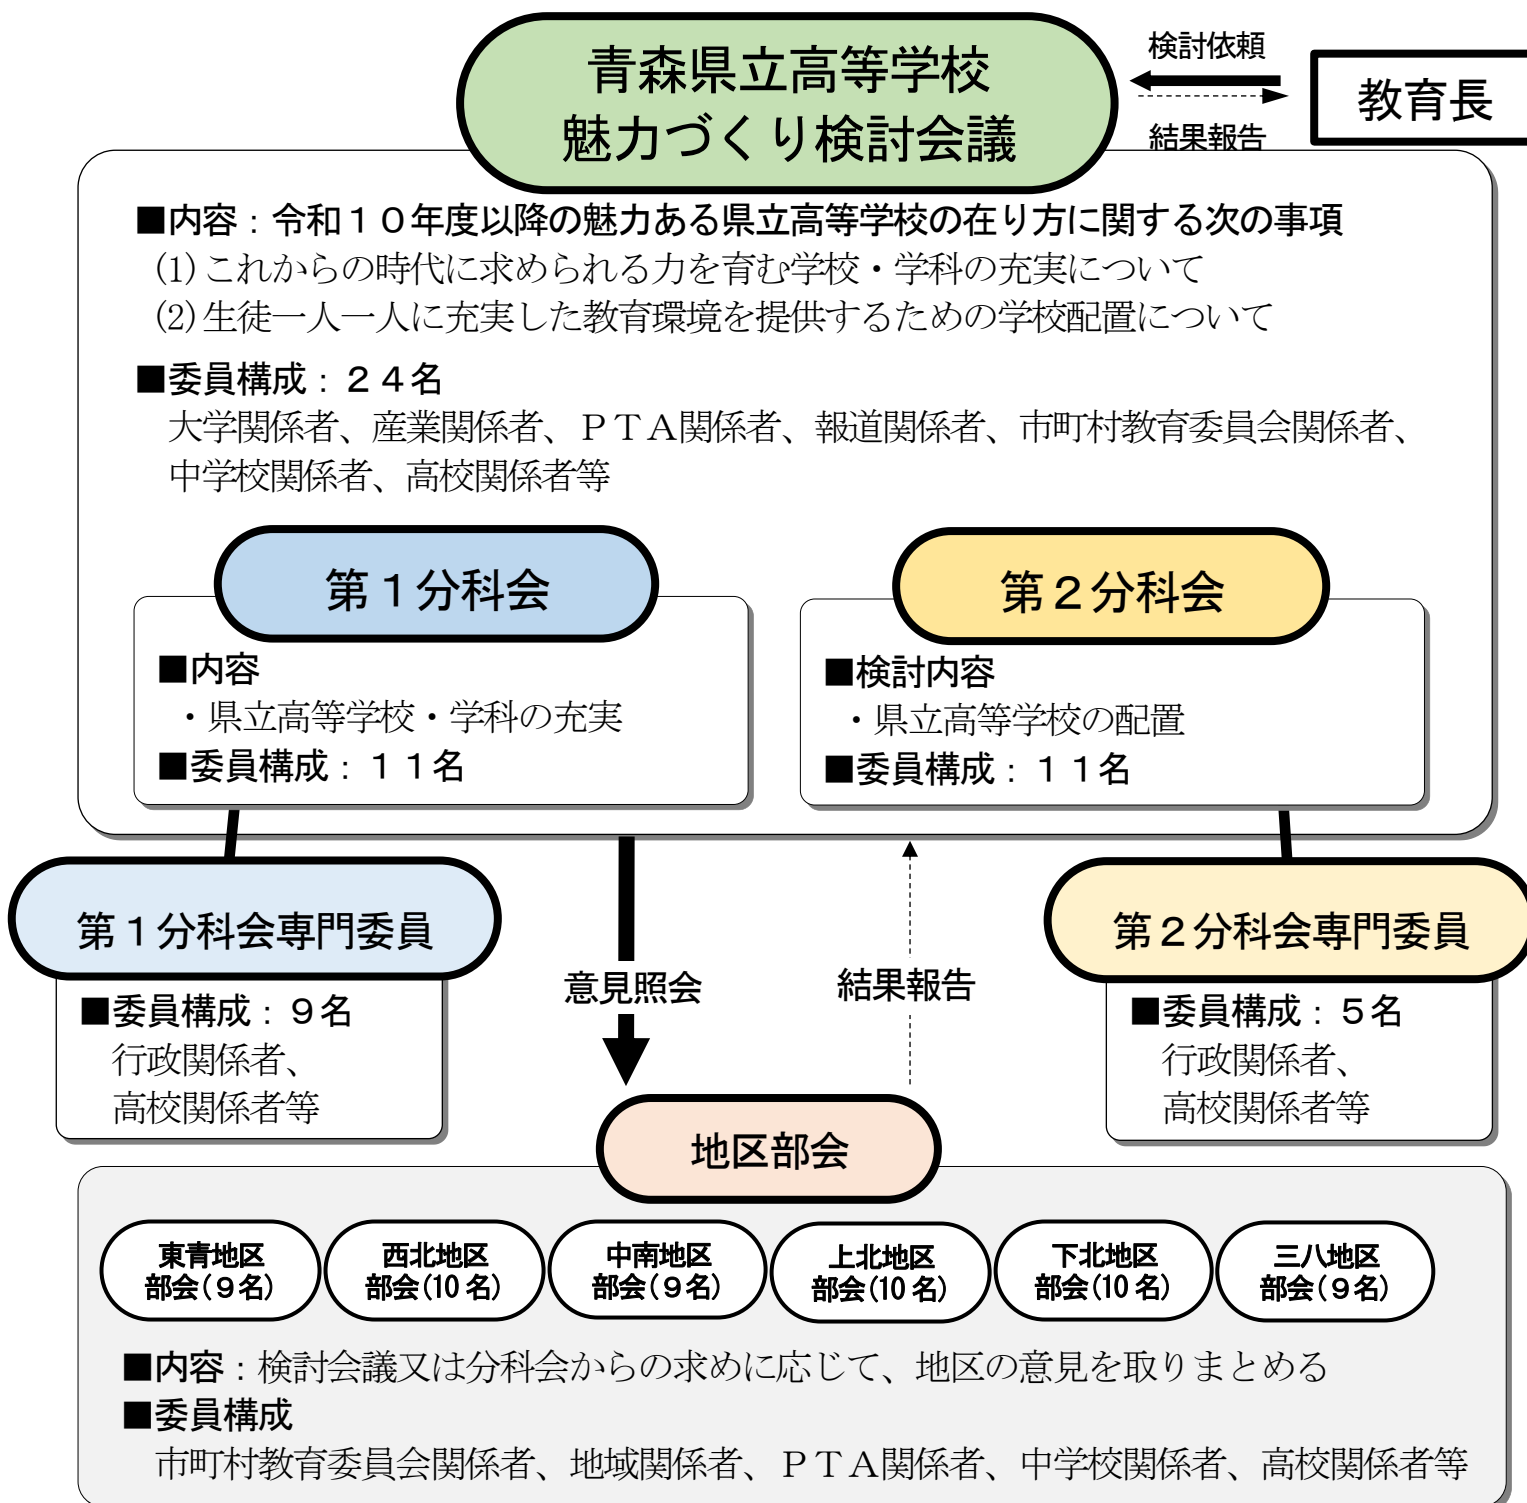 青森県立高等学校
魅力づくり検討会議
検討依頼
結果報告
教育長
■内容：令和１０年度以降の魅力ある県立高等学校の在り方に関する次の事項
(1)これからの時代に求められる力を育む学校・学科の充実について
(2)生徒一人一人に充実した教育環境を提供するための学校配置について
■委員構成：２４名
大学関係者、産業関係者、ＰＴＡ関係者、報道関係者、市町村教育委員会関係者、
中学校関係者、高校関係者等
第１分科会
■内容
・県立高等学校・学科の充実
■委員構成：１１名
第２分科会
■検討内容
・県立高等学校の配置
■委員構成：１１名
第１分科会専門委員
■委員構成：９名
行政関係者、
高校関係者等
意見照会
結果報告
第２分科会専門委員
■委員構成：５名
行政関係者、
高校関係者等
地区部会
東青地区
部会(９名)
西北地区
部会(10名)
中南地区
部会(９名)
上北地区
部会(10名)
下北地区
部会(10名)
三八地区
部会(９名)
■内容：検討会議又は分科会からの求めに応じて、地区の意見を取りまとめる
■委員構成
市町村教育委員会関係者、地域関係者、ＰＴＡ関係者、中学校関係者、高校関係者等